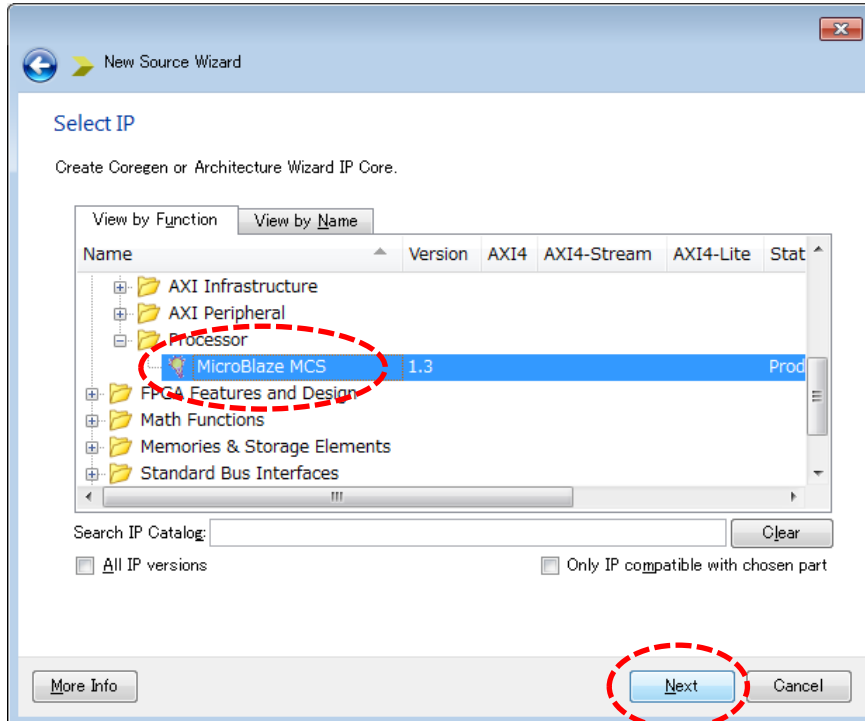 New Source Wizard
Select IP
Create Coregen or Architecture Wizard IP Core.
View by Function View by Name
Name Version AXI4 AXI4-Stream AXI4-Lite Stat
AXI Infrastructure
AXI Peripheral
Processor
MicroBlaze MCS 1.3 Prod
FPGA Features and Design
Math Functions
Memories & Storage Elements
Standard Bus Interfaces
Search IP Catalog: Clear
All IP versions Only IP compatible with chosen part
More Info Next Cancel